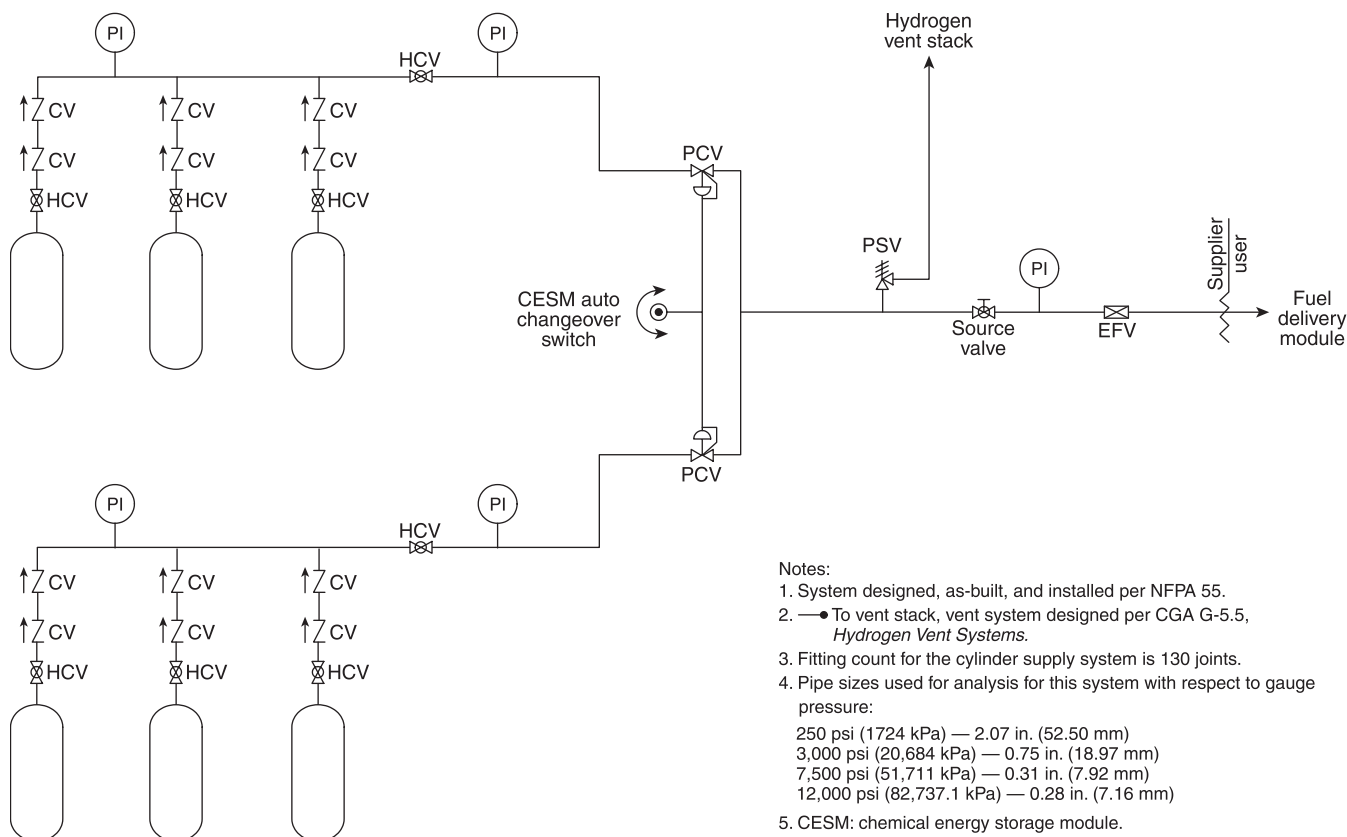 PI
PI
HCV
Hydrogen
vent stack
CV
CV
CV
CV
CV
CV
HCV
HCV
HCV
PCV
PSV
PI
Supplier
user
CESM auto
changeover
switch
Source
valve
EFV
Fuel
delivery
module
PCV
PI
PI
HCV
CV
CV
CV
CV
CV
CV
HCV
HCV
HCV
Notes:
1. System designed, as-built, and installed per NFPA 55.
2. To vent stack, vent system designed per CGA G-5.5,
Hydrogen Vent Systems.
3. Fitting count for the cylinder supply system is 130 joints.
4. Pipe sizes used for analysis for this system with respect to gauge
pressure:
250 psi (1724 kPa) — 2.07 in. (52.50 mm)
3,000 psi (20,684 kPa) — 0.75 in. (18.97 mm)
7,500 psi (51,711 kPa) — 0.31 in. (7.92 mm)
12,000 psi (82,737.1 kPa) — 0.28 in. (7.16 mm)
5. CESM: chemical energy storage module.